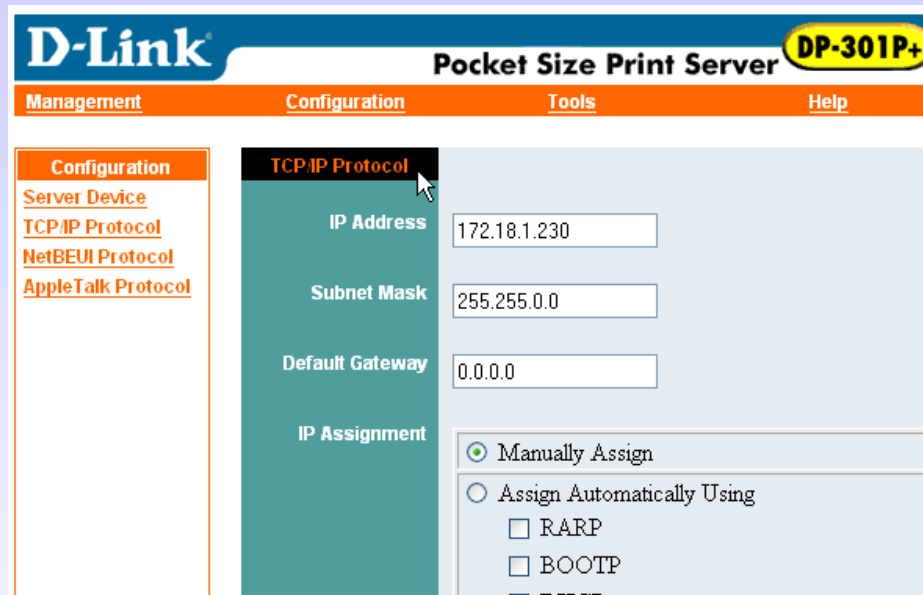 D-Link
Pocket Size Print Server DP-301P+
Management Configuration Tools Help
Configuration
Server Device
TCP/IP Protocol
NetBEUI Protocol
AppleTalk Protocol
TCP/IP Protocol
IP Address 172.18.1.230
Subnet Mask 255.255.0.0
Default Gateway 0.0.0.0
IP Assignment
Manually Assign
Assign Automatically Using
RARP
BOOTP